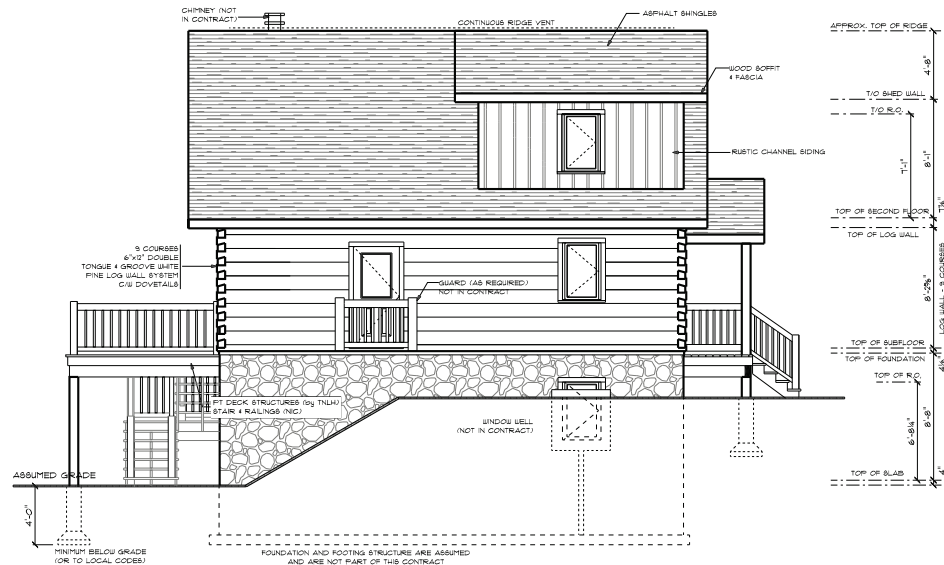 CHIMNEY (NOT
IN CONTRACT)
CONTINUOUS RIDGE VENT
ASPHALT SHINGLES
APPROX. TOP OF RIDGE
4'-8"
WOOD SOFFIT
& FASCIA
T/O SHED WALL
T/O R.O.
RUSTIC CHANNEL SIDING
7'-1"
8'-1"
TOP OF SECOND FLOOR
TOP OF LOG WALL
9 COURSES
6"x12" DOUBLE
TONGUE & GROOVE WHITE
PINE LOG WALL SYSTEM
C/W DOVETAILS
GUARD (AS REQUIRED)
NOT IN CONTRACT
LOG WALL - 9 COURSES
TOP OF SUBFLOOR
TOP OF FOUNDATION
TOP OF R.O.
PT DECK STRUCTURES (by TNLH)
STAIR & RAILINGS (NIC)
WINDOW WELL
(NOT IN CONTRACT)
6'-8¼"
8'-8"
ASSUMED GRADE
TOP OF SLAB
4"
4'-0"
MINIMUM BELOW GRADE
(OR TO LOCAL CODES)
FOUNDATION AND FOOTING STRUCTURE ARE ASSUMED
AND ARE NOT PART OF THIS CONTRACT